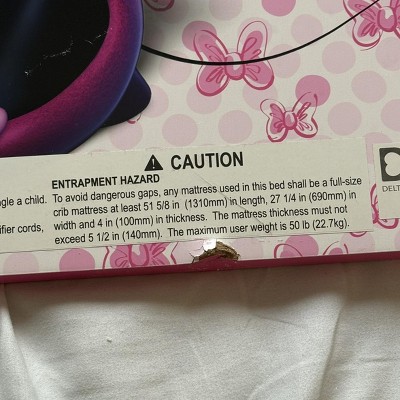 CAUTION
ENTRAPMENT HAZARD
gle a child.
To avoid dangerous gaps, any mattress used in this bed shall be a full-size
crib mattress at least 51 5/8 in (1310mm) in length, 27 1/4 in (690mm) in
ifier cords,
width and 4 in (100mm) in thickness. The mattress thickness must not
exceed 5 1/2 in (140mm). The maximum user weight is 50 lb (22.7kg).
DELT